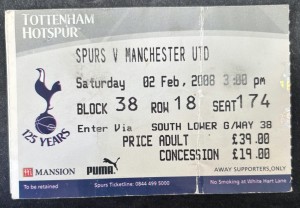 TOTTENHAM
HOTSPUR
SPURS V MANCHESTER UTD
Saturday 02 Feb, 2008 3:00 pm
BLOCK 38 ROW 18 SEAT 174
Enter Via SOUTH LOWER G/WAY 38
PRICE ADULT £39.00
CONCESSION £19.00
125 YEARS
MANSION PUMA AWAY SUPPORTERS, ONLY
To be retained Spurs Ticketline: 0844 499 5000 No Smoking at White Hart Lane